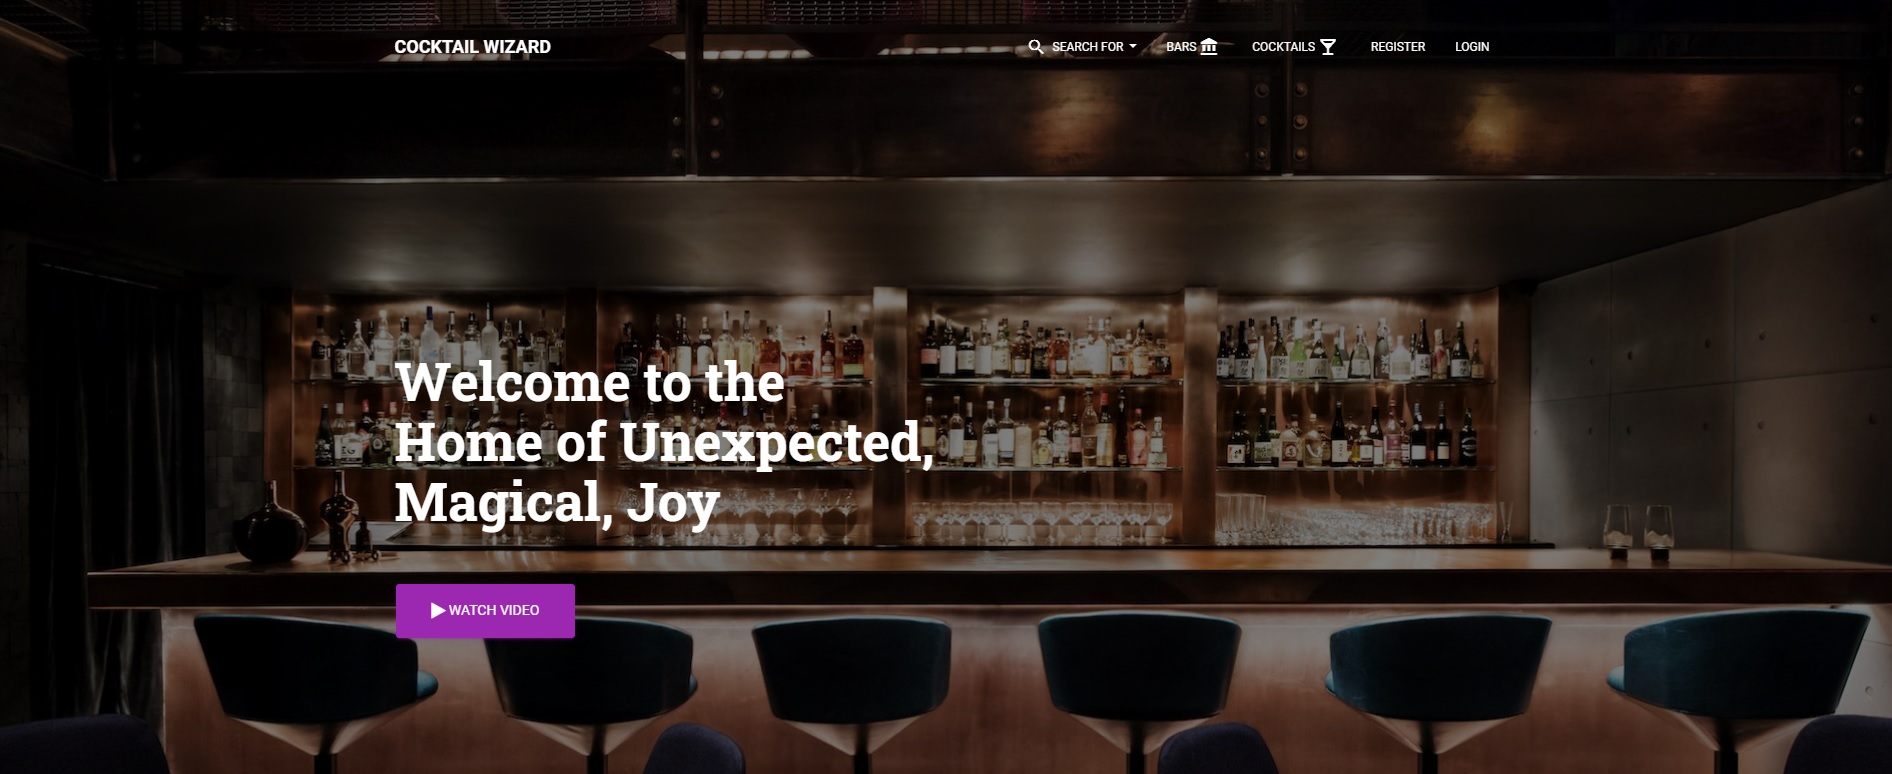 COCKTAIL WIZARD
SEARCH FOR
BARS
COCKTAILS
REGISTER
LOGIN
Welcome to the
Home of Unexpected,
Magical, Joy
WATCH VIDEO